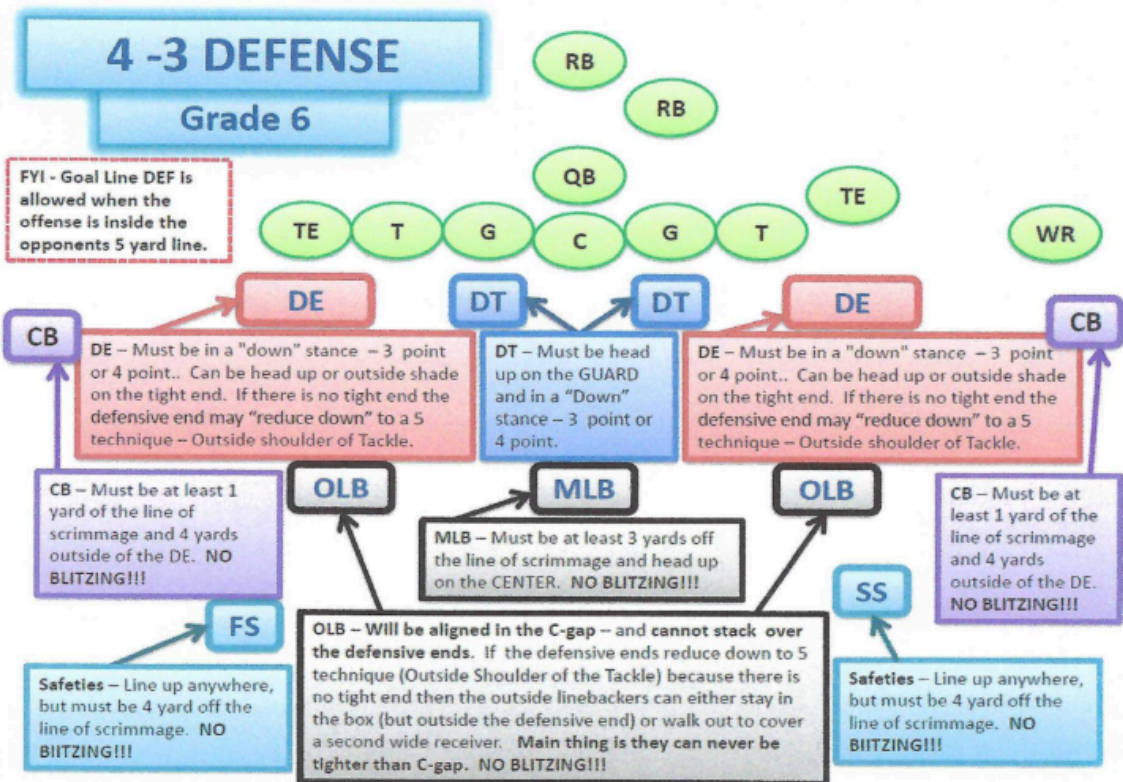 4 -3 DEFENSE
Grade 6
FYI - Goal Line DEF is
allowed when the
offense is inside the
opponents 5 yard line.
RB
RB
QB
TE
TE
T
G
C
G
T
WR
DE
DT
DT
DE
CB
CB
DE – Must be in a "down" stance – 3 point
or 4 point.. Can be head up or outside shade
on the tight end. If there is no tight end the
defensive end may "reduce down" to a 5
technique – Outside shoulder of Tackle.
DT – Must be head
up on the GUARD
and in a "Down"
stance – 3 point or
4 point.
DE – Must be in a "down" stance – 3 point
or 4 point.. Can be head up or outside shade
on the tight end. If there is no tight end the
defensive end may "reduce down" to a 5
technique – Outside shoulder of Tackle.
OLB
MLB
OLB
CB – Must be at least 1
yard of the line of
scrimmage and 4 yards
outside of the DE. NO
BLITZING!!!
MLB – Must be at least 3 yards off
the line of scrimmage and head up
on the CENTER. NO BLITZING!!!
CB – Must be at
least 1 yard of the
line of scrimmage
and 4 yards
outside of the DE.
NO BLITZING!!!
FS
SS
Safeties – Line up anywhere,
but must be 4 yard off the
line of scrimmage. NO
BIITZING!!!
OLB – Will be aligned in the C-gap – and cannot stack over
the defensive ends. If the defensive ends reduce down to 5
technique (Outside Shoulder of the Tackle) because there is
no tight end then the outside linebackers can either stay in
the box (but outside the defensive end) or walk out to cover
a second wide receiver. Main thing is they can never be
tighter than C-gap. NO BLITZING!!!
Safeties – Line up anywhere,
but must be 4 yard off the
line of scrimmage. NO
BIITZING!!!